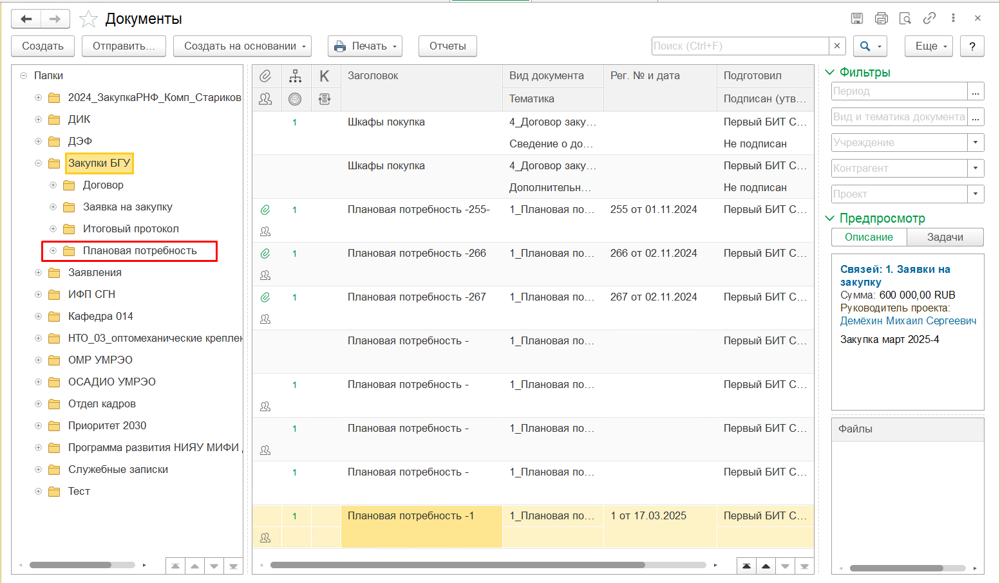 Документы
Создать
Отправить...
Создать на основании
Печать
Отчеты
Поиск (Ctrl+F)
Еще
?
Папки
2024_ЗакупкаРНФ_Комп_Стариков
ДИК
ДЭФ
Закупки БГУ
Договор
Заявка на закупку
Итоговый протокол
Плановая потребность
Заявления
ИФП СГН
Кафедра 014
НТО_03_оптомеханические креплен
ОМР УМРЭО
ОСАДИО УМРЭО
Отдел кадров
Приоритет 2030
Программа развития НИЯУ МИФИ
Служебные записки
Тест
К Заголовок Вид документа Рег. № и дата Подготовил
Тематика Подписан (утв...
1 Шкафы покупка 4_Договор заку... Первый БИТ С...
Сведение о до... Не подписан
Шкафы покупка 4_Договор заку... Первый БИТ С...
Дополнительн... Не подписан
1 Плановая потребность -255- 1_Плановая по... 255 от 01.11.2024 Первый БИТ С...
1 Плановая потребность -266 1_Плановая по... 266 от 02.11.2024 Первый БИТ С...
1 Плановая потребность -267 1_Плановая по... 267 от 02.11.2024 Первый БИТ С...
Плановая потребность - 1_Плановая по... Первый БИТ С...
1 Плановая потребность - 1_Плановая по... Первый БИТ С...
1 Плановая потребность - 1_Плановая по... Первый БИТ С...
1 Плановая потребность - 1_Плановая по... Первый БИТ С...
1 Плановая потребность -1 1_Плановая по... 1 от 17.03.2025 Первый БИТ С...
Фильтры
Период ...
Вид и тематика документа ...
Учреждение
Контрагент
Проект
Предпросмотр
Описание Задачи
Связей: 1. Заявки на
закупку
Сумма: 600 000,00 RUB
Руководитель проекта:
Демёхин Михаил Сергеевич
Закупка март 2025-4
Файлы